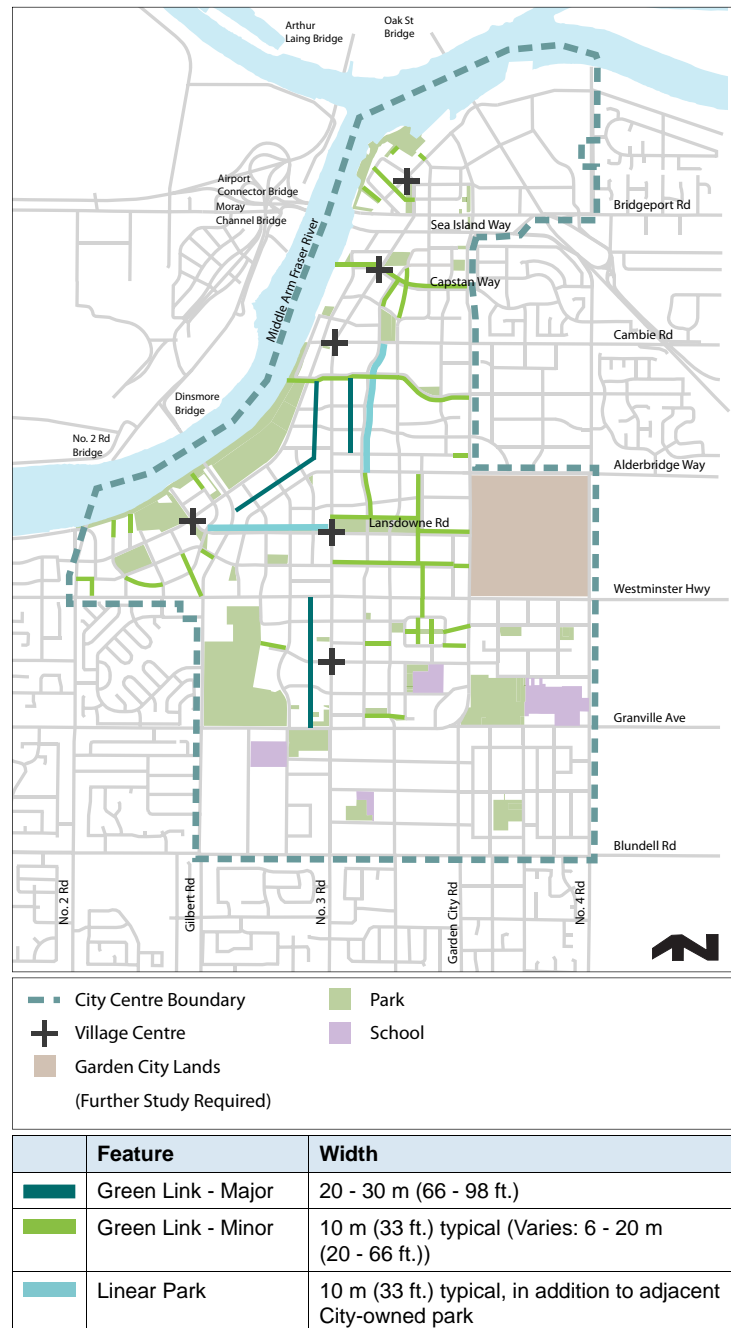 Arthur
Laing Bridge
Oak St
Bridge
Airport
Connector Bridge
Moray
Channel Bridge
Bridgeport Rd
Sea Island Way
Middle Arm Fraser River
Capstan Way
Cambie Rd
Dinsmore
Bridge
No. 2 Rd
Bridge
Alderbridge Way
Lansdowne Rd
Westminster Hwy
Granville Ave
Blundell Rd
No. 2 Rd
Gilbert Rd
No. 3 Rd
Garden City Rd
No. 4 Rd
N
City Centre Boundary
Park
Village Centre
School
Garden City Lands
(Further Study Required)
Feature Width
Green Link - Major 20 - 30 m (66 - 98 ft.)
Green Link - Minor 10 m (33 ft.) typical (Varies: 6 - 20 m
(20 - 66 ft.))
Linear Park 10 m (33 ft.) typical, in addition to adjacent
City-owned park